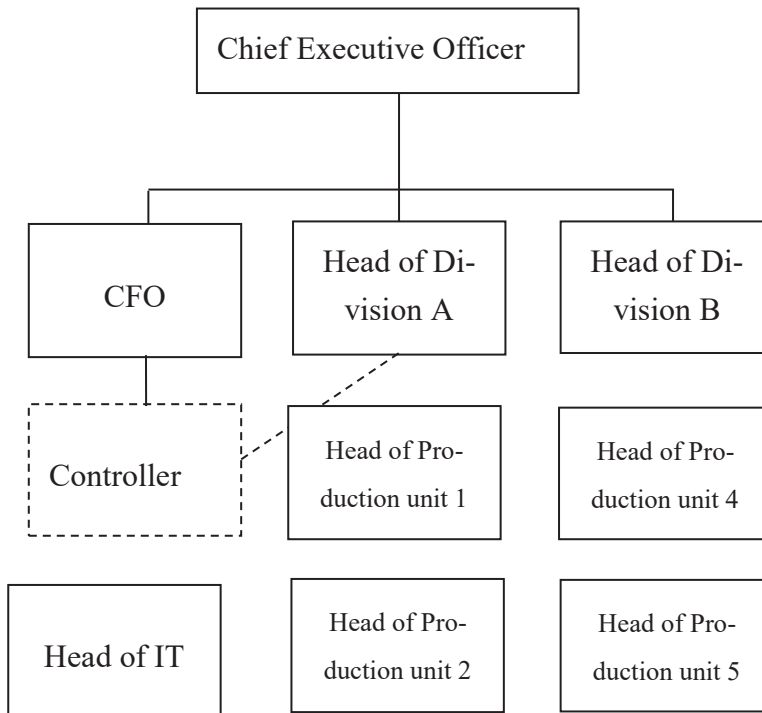 Chief Executive Officer
CFO
Head of Di-
vision A
Head of Di-
vision B
Controller
Head of Pro-
duction unit 1
Head of Pro-
duction unit 4
Head of IT
Head of Pro-
duction unit 2
Head of Pro-
duction unit 5